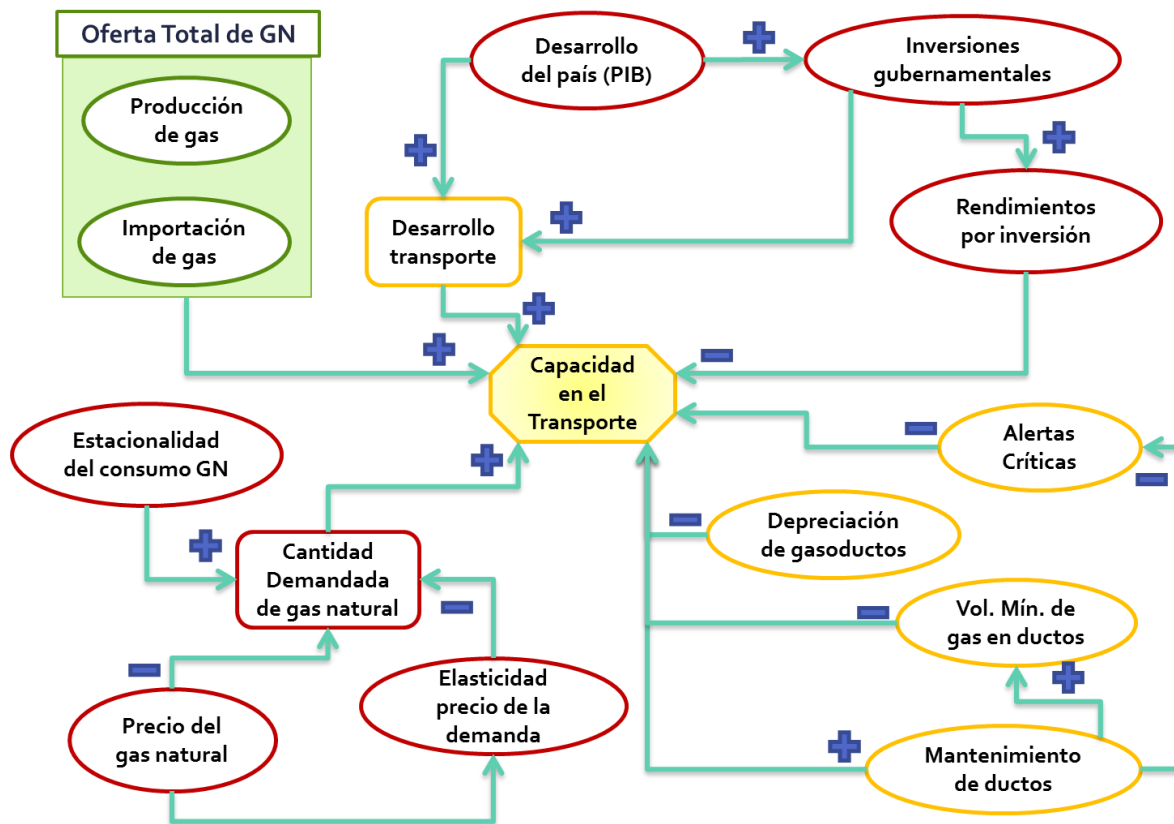 Oferta Total de GN
Producción
de gas
Importación
de gas
Desarrollo
del país (PIB)
Inversiones
gubernamentales
Desarrollo
transporte
Rendimientos
por inversión
Capacidad
en el
Transporte
Estacionalidad
del consumo GN
Alertas
Críticas
Cantidad
Demandada
de gas natural
Depreciación
de gasoductos
Vol. Mín. de
gas en ductos
Precio del
gas natural
Elasticidad
precio de la
demanda
Mantenimiento
de ductos